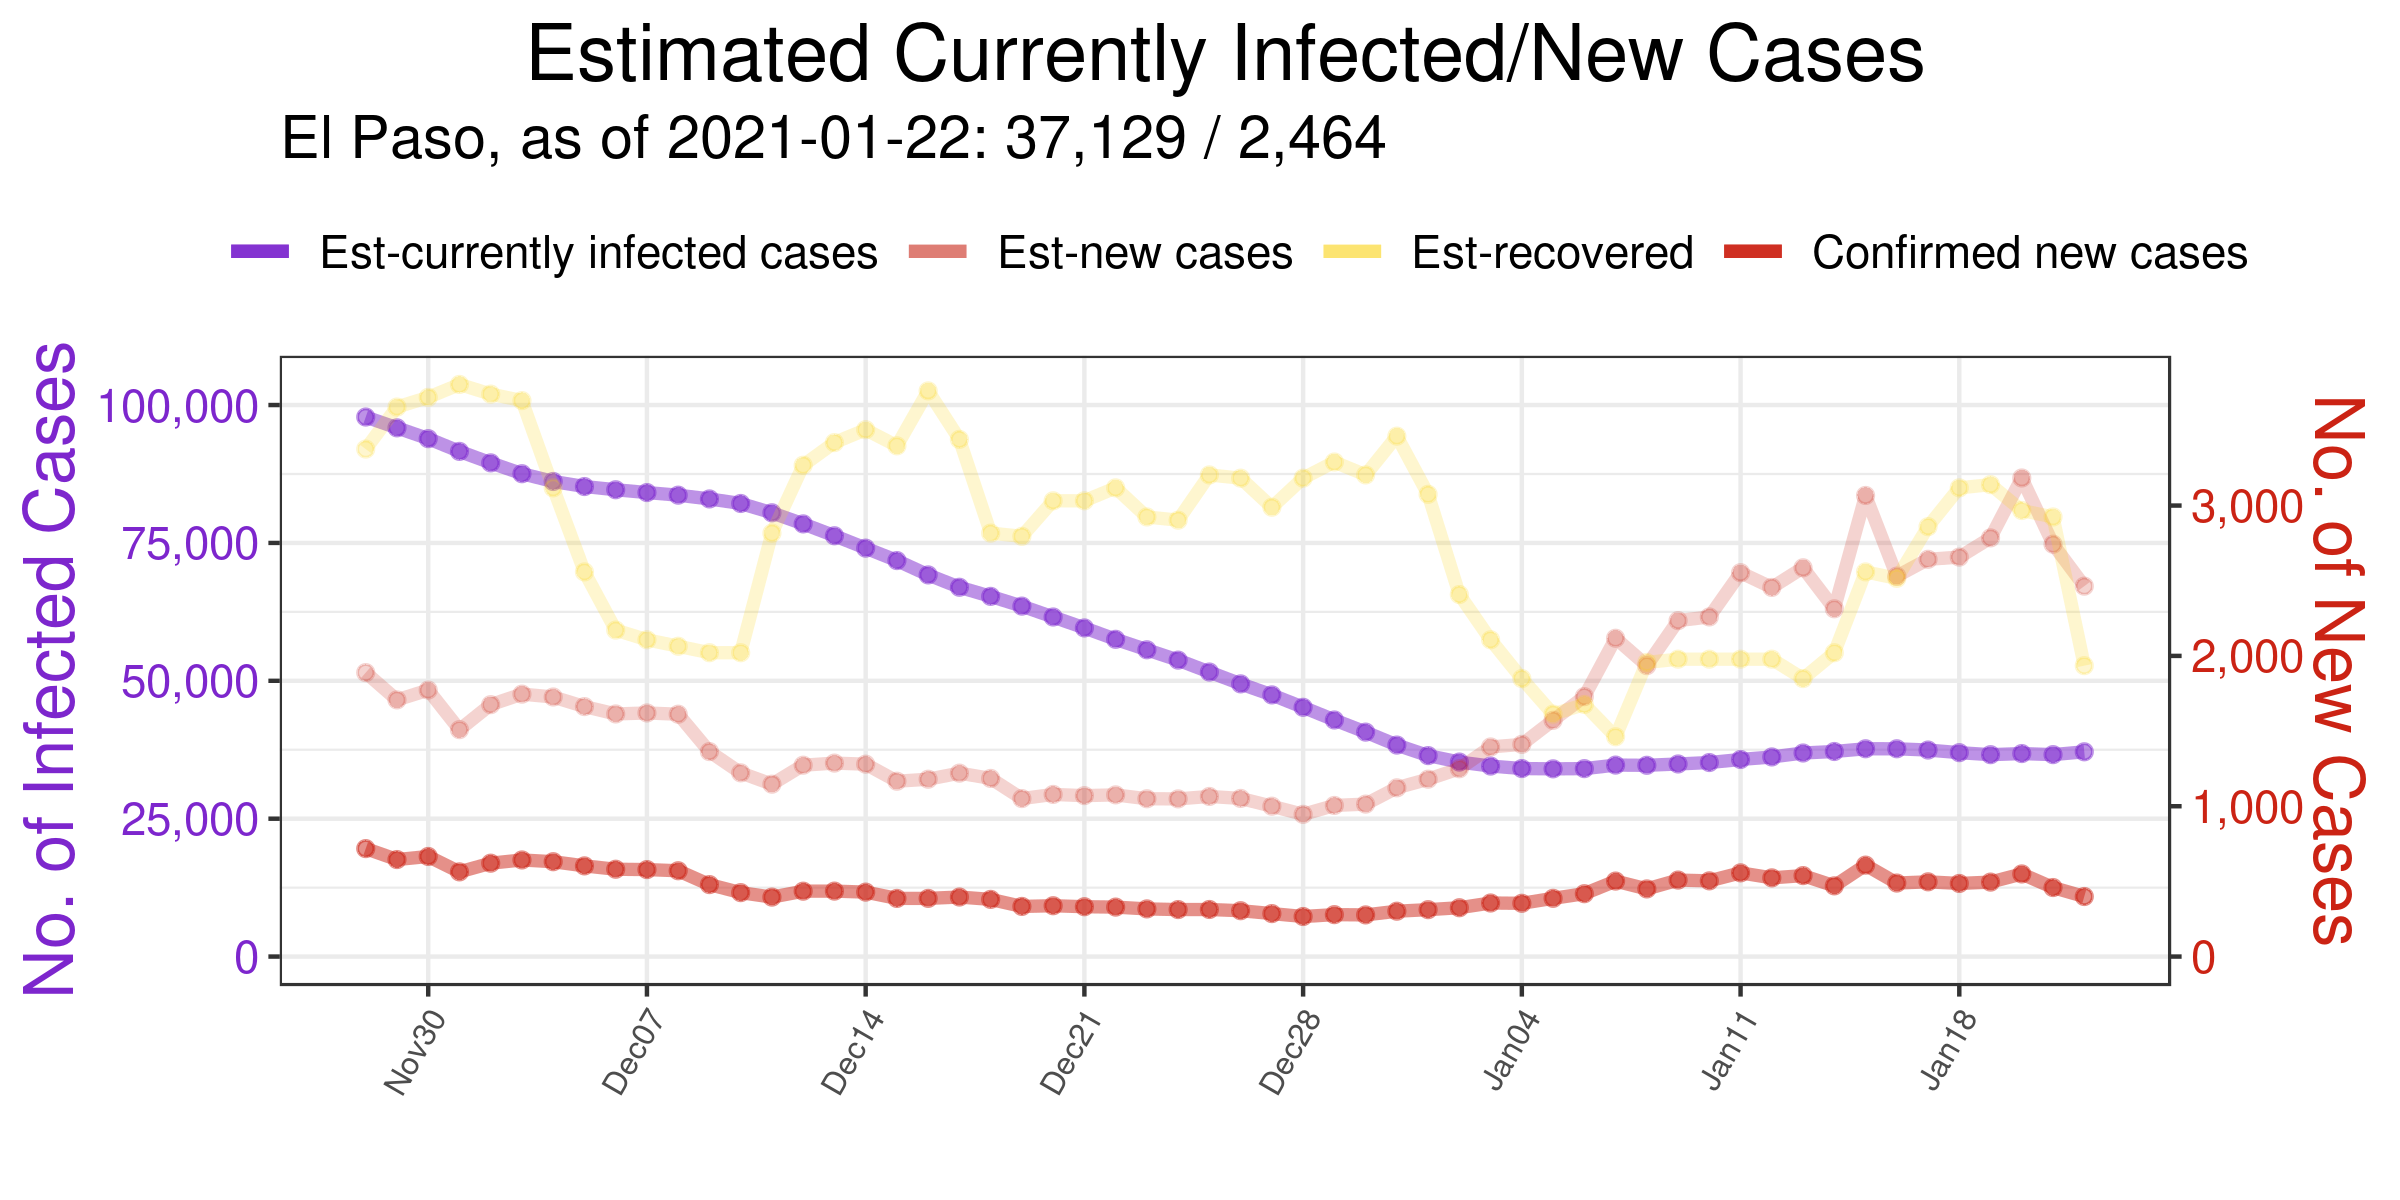 Estimated Currently Infected/New Cases
El Paso, as of 2021-01-22: 37,129 / 2,464
Est-currently infected cases
Est-new cases
Est-recovered
Confirmed new cases
No. of Infected Cases
100,000
75,000
50,000
25,000
0
3,000
2,000
1,000
0
No. of New Cases
Nov30
Dec07
Dec14
Dec21
Dec28
Jan04
Jan11
Jan18